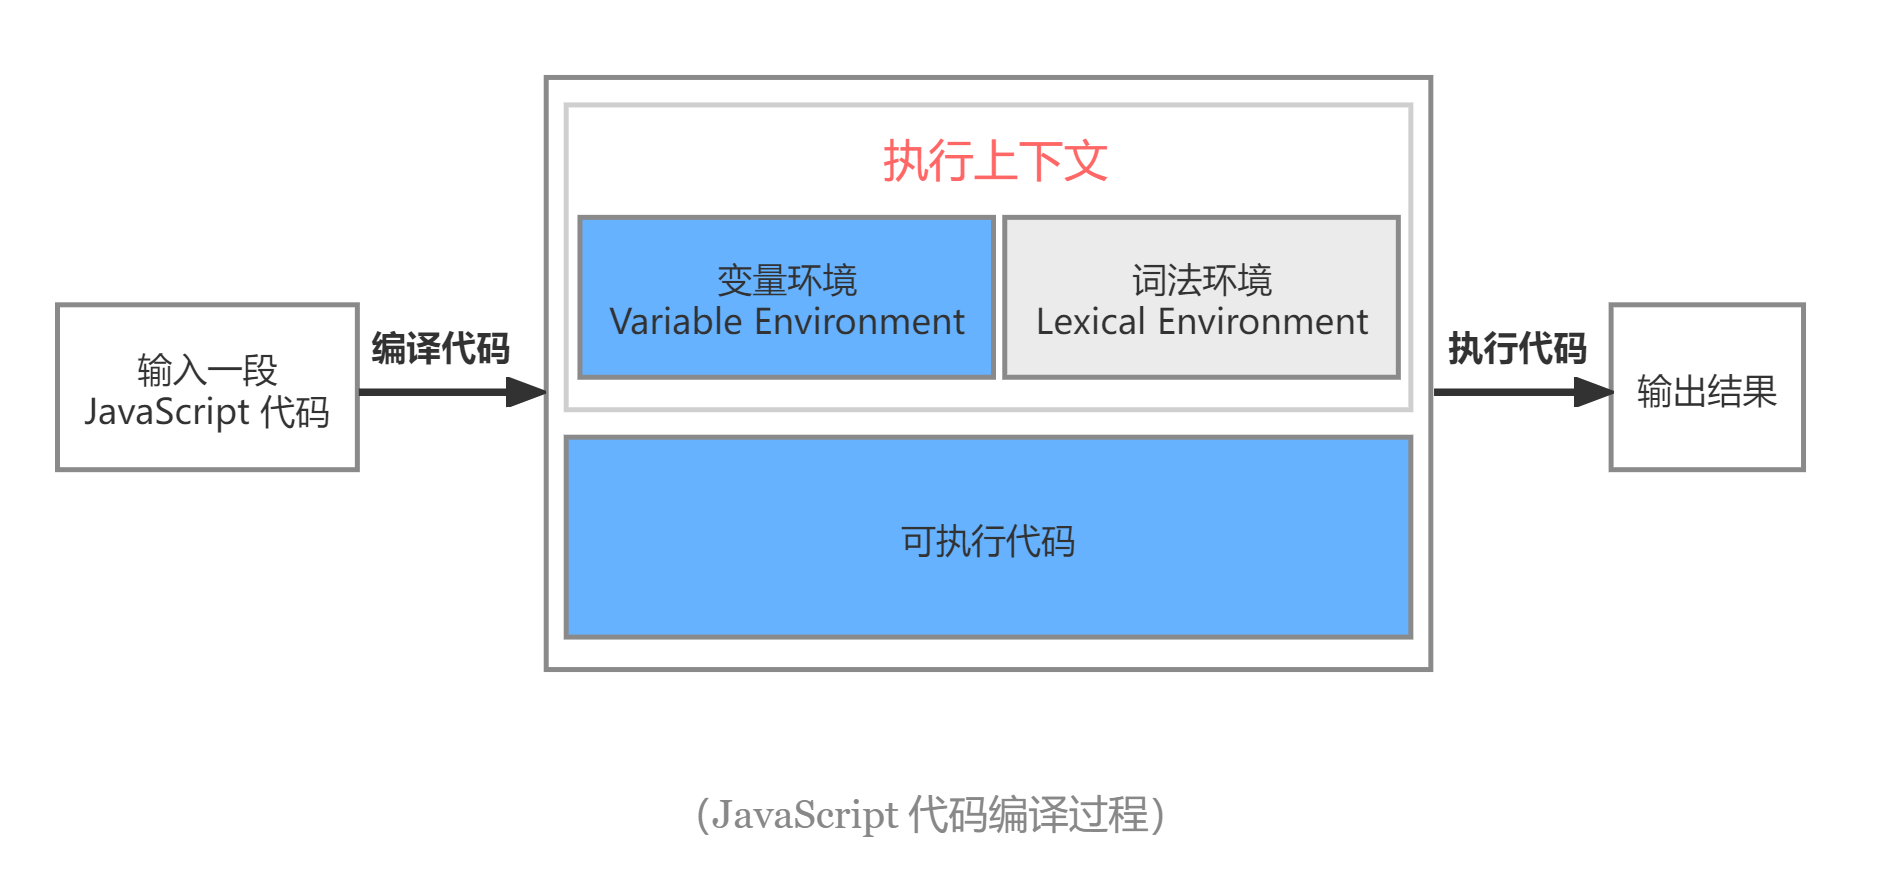 执行上下文
变量环境
Variable Environment
词法环境
Lexical Environment
输入一段
JavaScript 代码
编译代码
执行代码
输出结果
可执行代码
(JavaScript 代码编译过程)